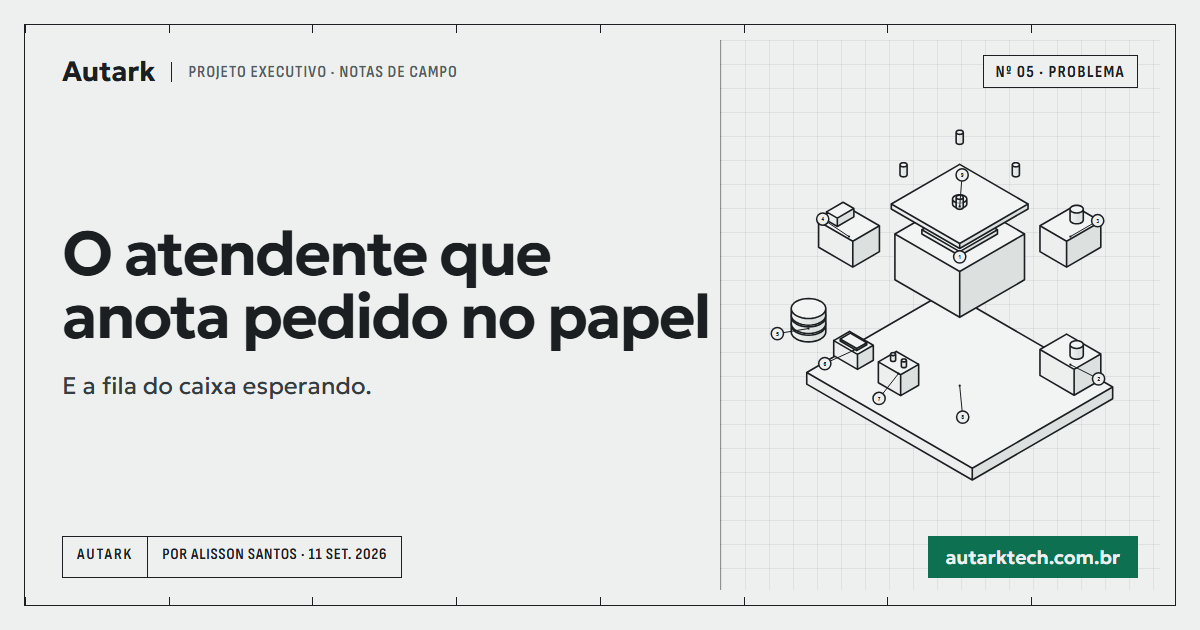 Autark
PROJETO EXECUTIVO · NOTAS DE CAMPO
Nº 05 · PROBLEMA
O atendente que
anota pedido no papel
E a fila do caixa esperando.
AUTARK
POR ALISSON SANTOS · 11 SET. 2026
autarktech.com.br